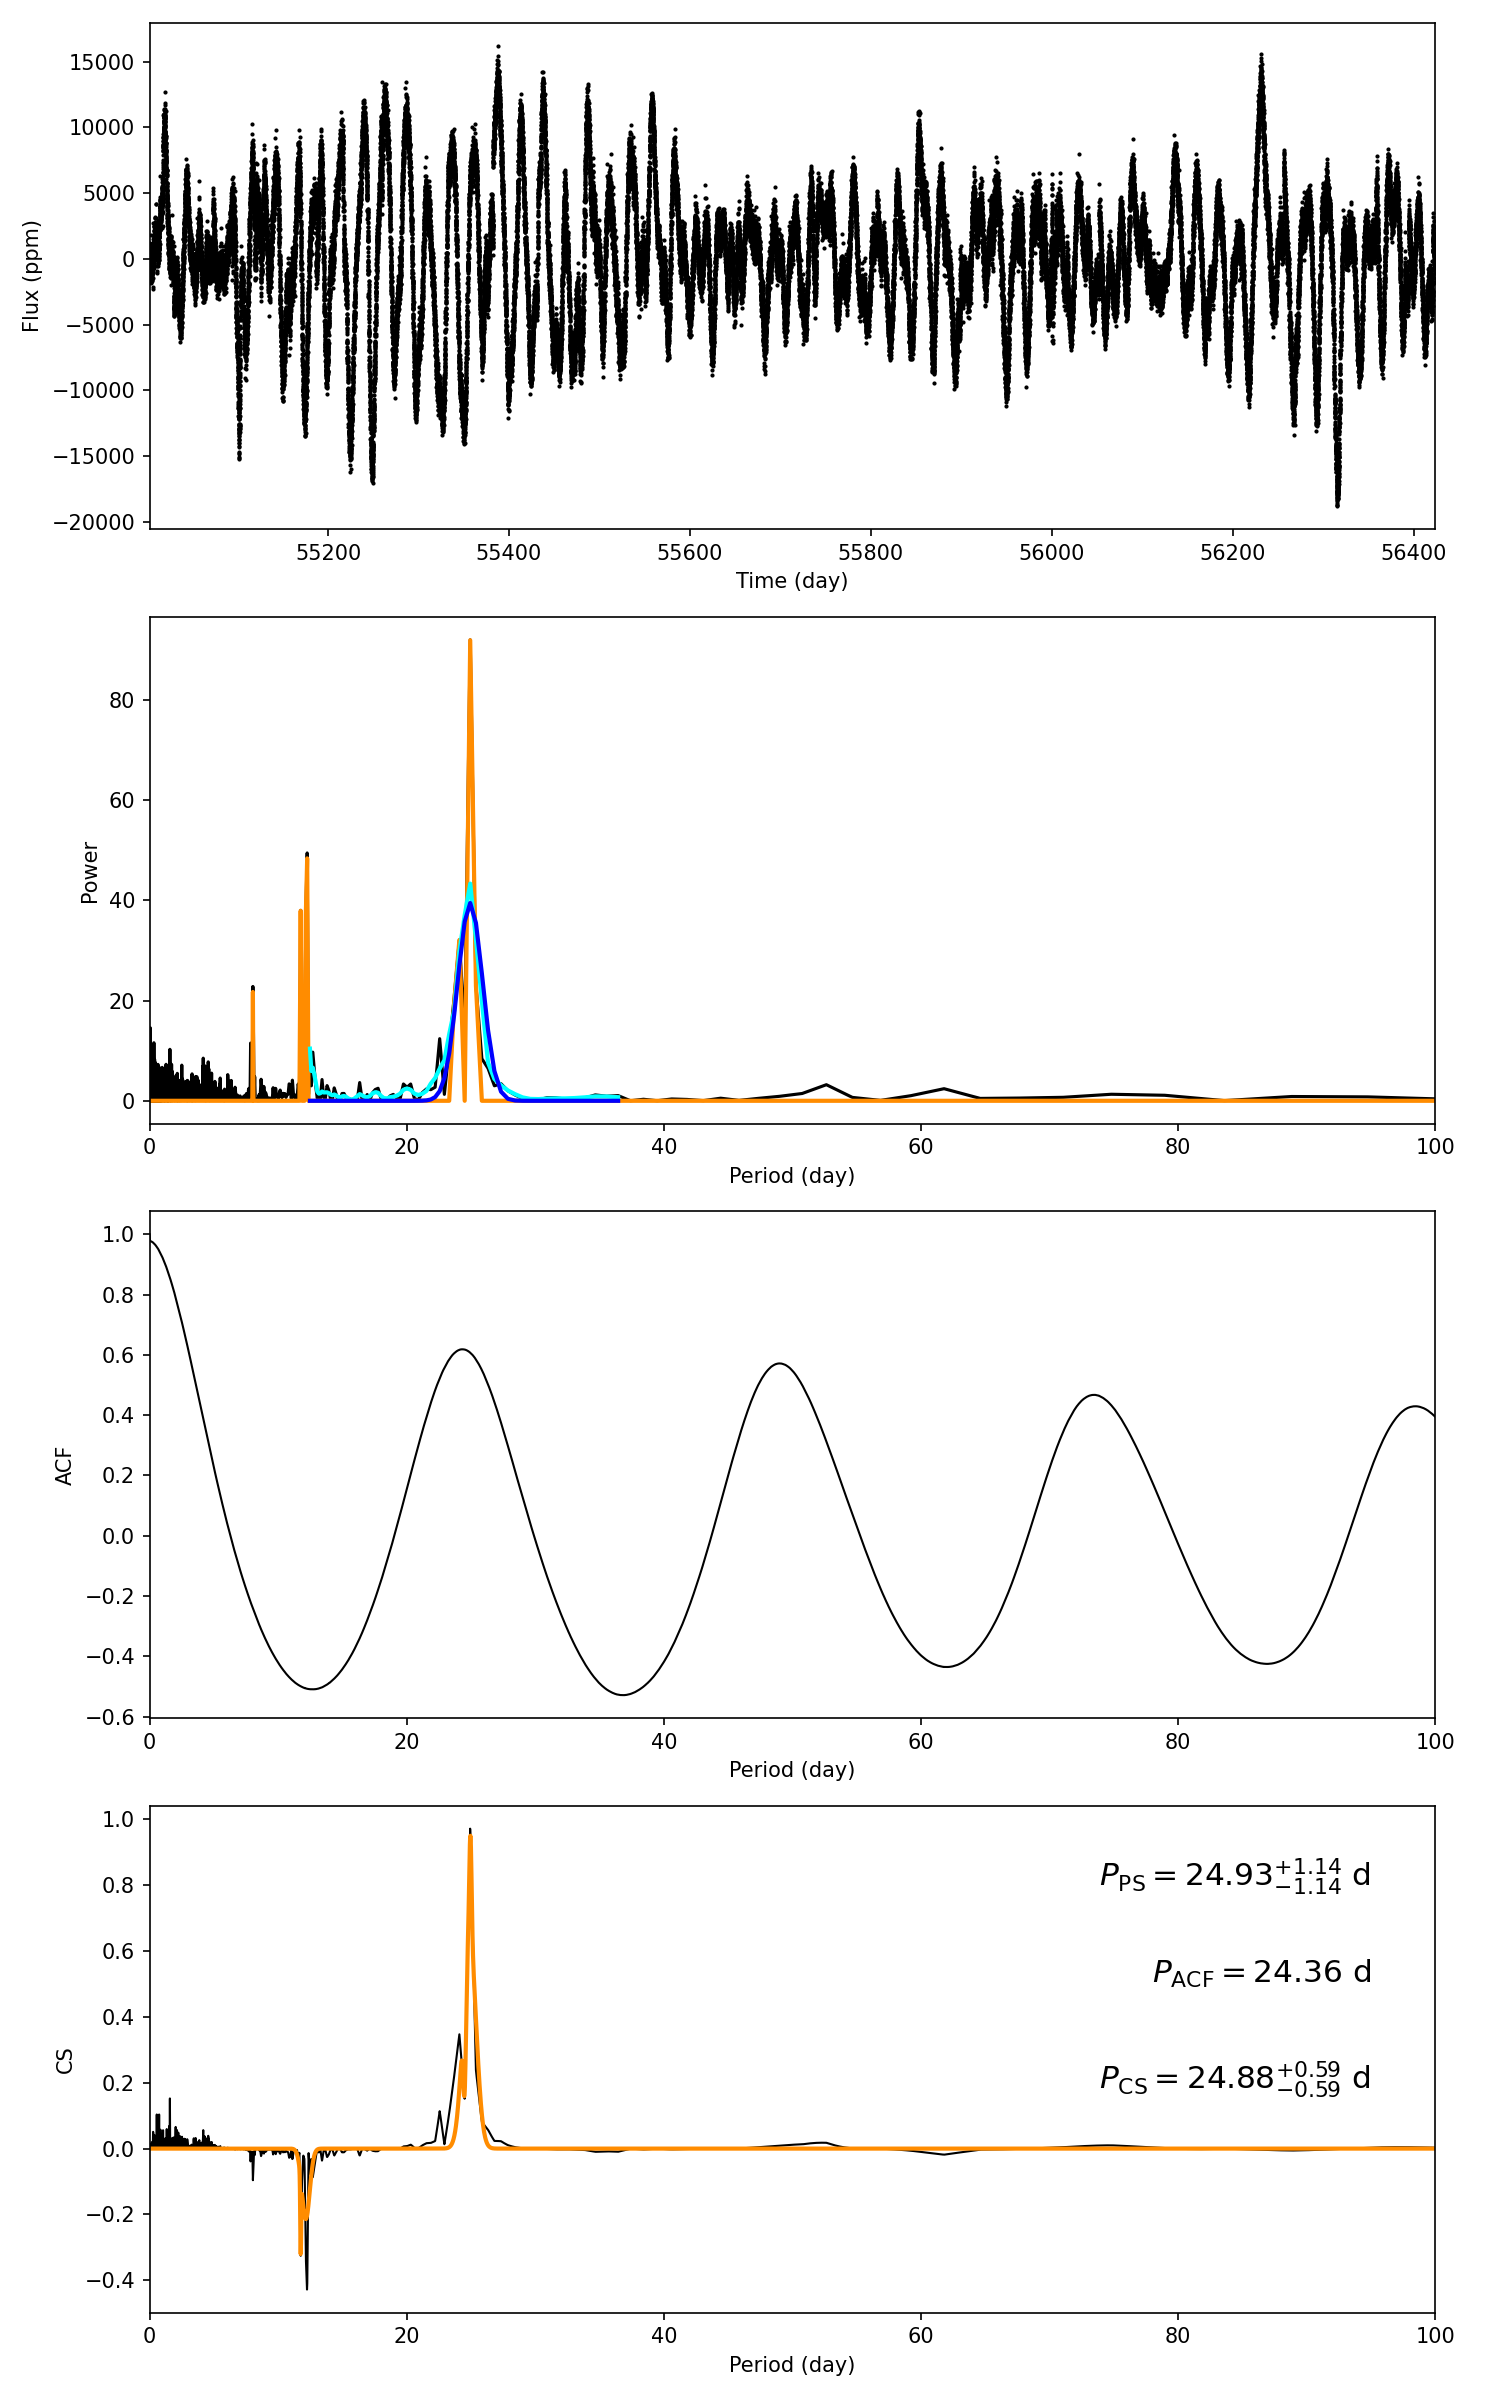 15000
10000
5000
0
−5000
−10000
−15000
−20000
Flux (ppm)
55200 55400 55600 55800 56000 56200 56400
Time (day)
80
60
40
20
0
Power
0 20 40 60 80 100
Period (day)
1.0
0.8
0.6
0.4
0.2
0.0
−0.2
−0.4
−0.6
ACF
0 20 40 60 80 100
Period (day)
1.0
0.8
0.6
0.4
0.2
0.0
−0.2
−0.4
CS
P_PS = 24.93 +1.14 −1.14 d
P_ACF = 24.36 d
P_CS = 24.88 +0.59 −0.59 d
0 20 40 60 80 100
Period (day)